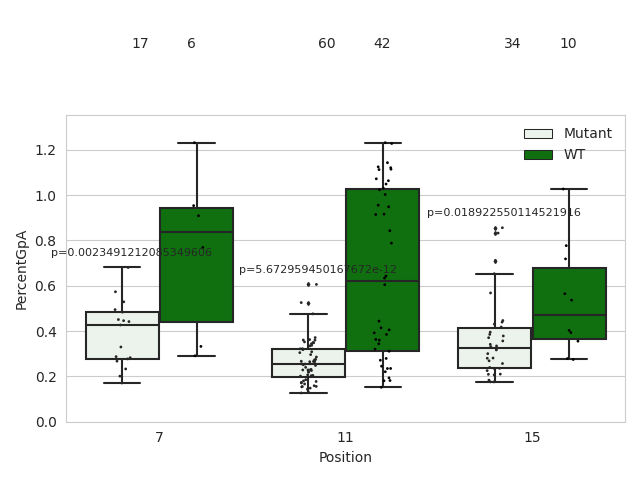 17 6 60 42 34 10
Mutant
WT
PercentGpA
1.2
1.0
0.8
0.6
0.4
0.2
0.0
p=0.0023491212085349606
p=5.672959450167672e-12
p=0.018922550114521916
7 11 15
Position